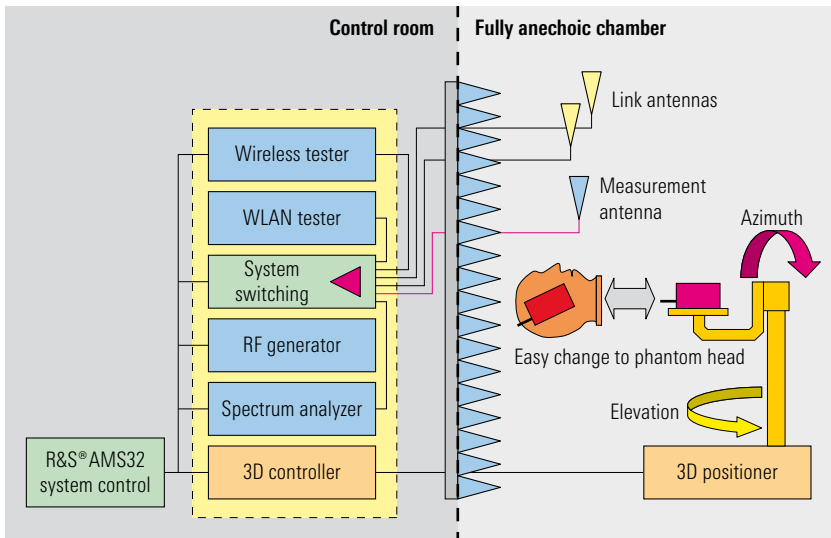 Control room
Fully anechoic chamber
Link antennas
Wireless tester
WLAN tester
Measurement
antenna
Azimuth
System
switching
RF generator
Easy change to phantom head
Spectrum analyzer
Elevation
R&S®AMS32
system control
3D controller
3D positioner